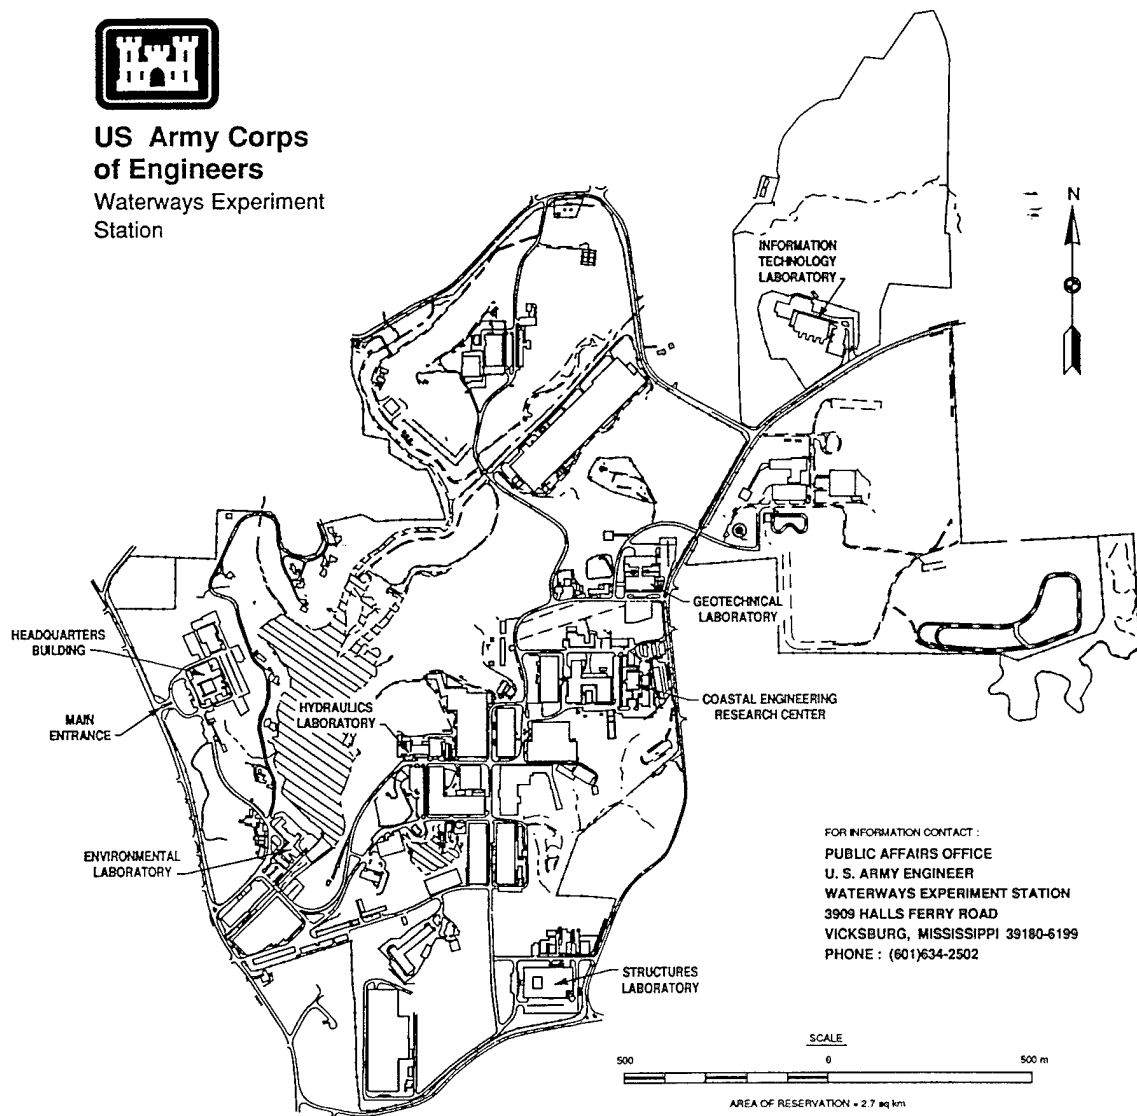 US Army Corps
of Engineers
Waterways Experiment
Station
N
INFORMATION
TECHNOLOGY
LABORATORY
GEOTECHNICAL
LABORATORY
HEADQUARTERS
BUILDING
MAIN
ENTRANCE
HYDRAULICS
LABORATORY
COASTAL ENGINEERING
RESEARCH CENTER
ENVIRONMENTAL
LABORATORY
STRUCTURES
LABORATORY
FOR INFORMATION CONTACT :
PUBLIC AFFAIRS OFFICE
U. S. ARMY ENGINEER
WATERWAYS EXPERIMENT STATION
3909 HALLS FERRY ROAD
VICKSBURG, MISSISSIPPI 39180-6199
PHONE : (601)634-2502
SCALE
500 0 500 m
AREA OF RESERVATION = 2.7 sq km